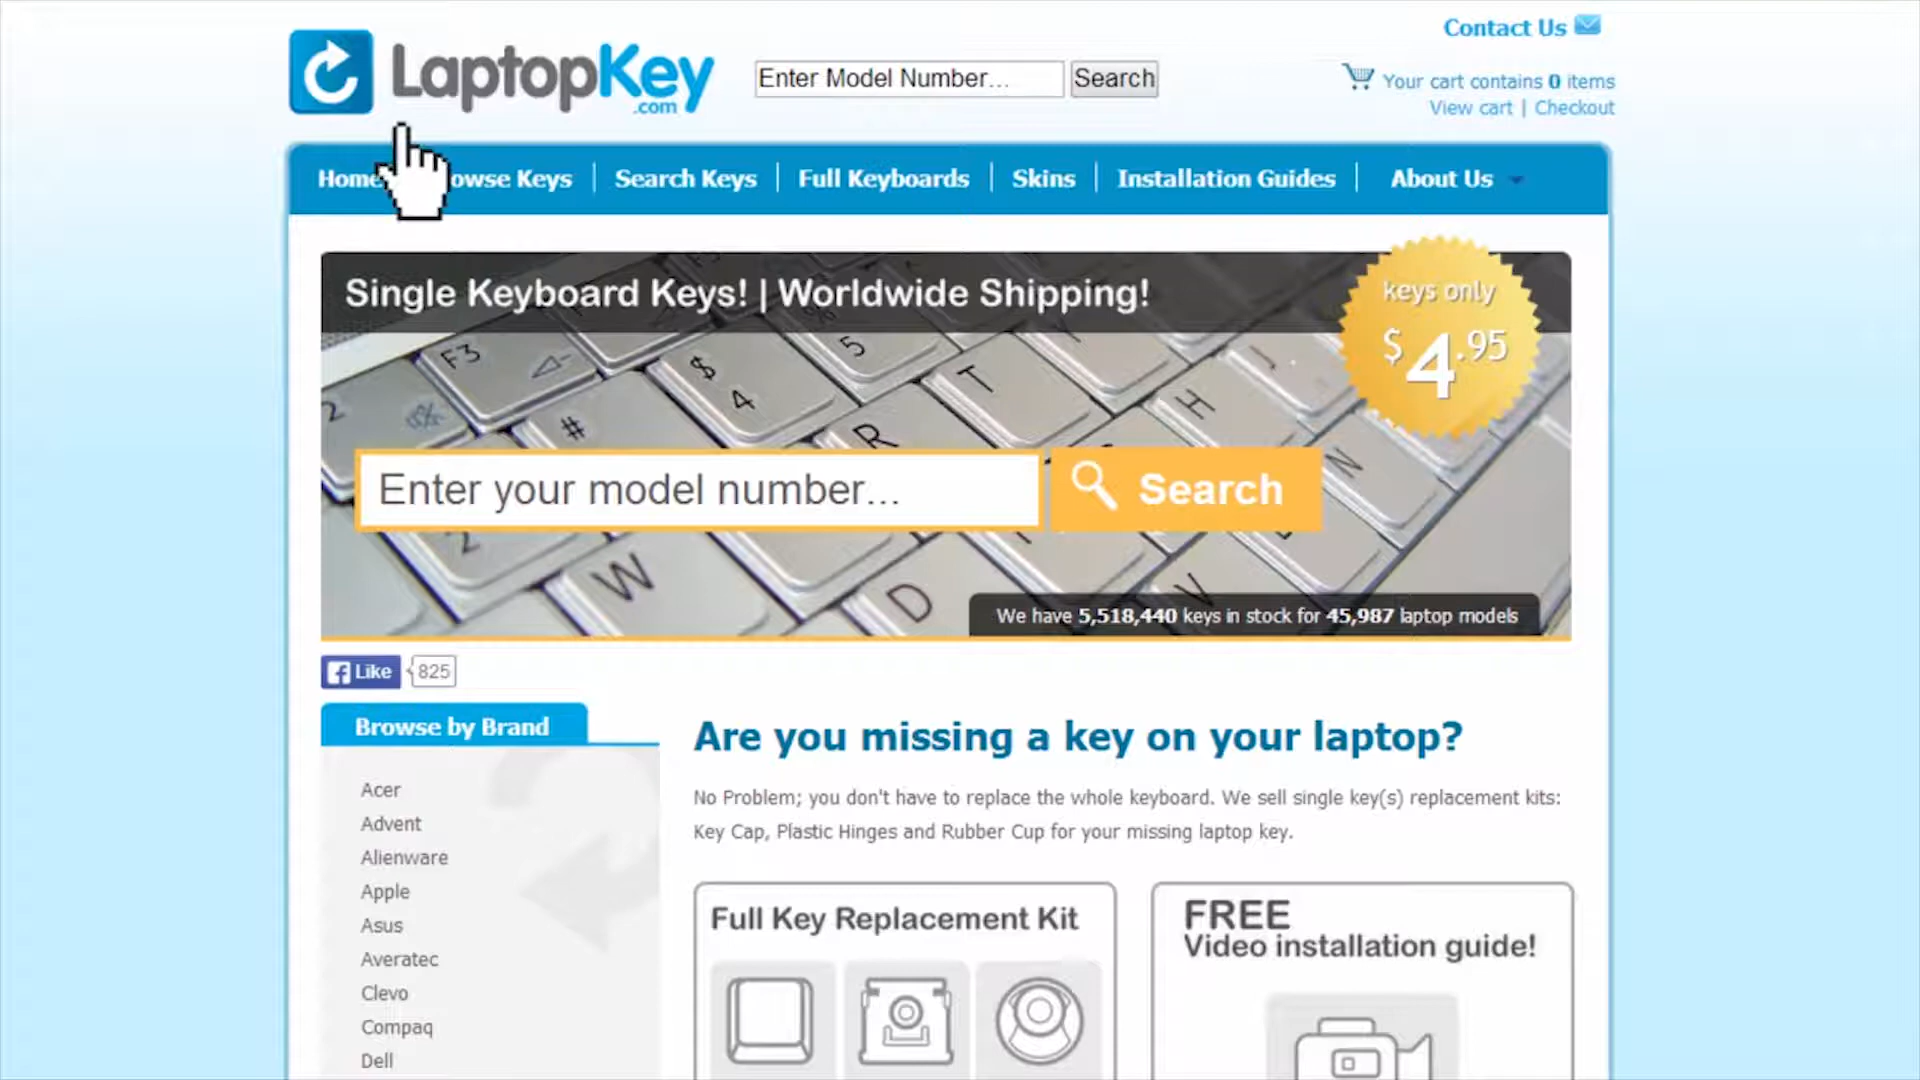 Contact Us
LaptopKey
.com
Enter Model Number...
Search
Your cart contains 0 items
View cart | Checkout
Home
owse Keys
Search Keys
Full Keyboards
Skins
Installation Guides
About Us
Single Keyboard Keys! | Worldwide Shipping!
keys only
$4.95
F3
$
4
5
T
H
2
#
R
N
Enter your model number...
Search
W
D
V
We have 5,518,440 keys in stock for 45,987 laptop models
Like
825
Browse by Brand
Acer
Advent
Alienware
Apple
Asus
Averatec
Clevo
Compaq
Dell
Are you missing a key on your laptop?
No Problem; you don't have to replace the whole keyboard. We sell single key(s) replacement kits:
Key Cap, Plastic Hinges and Rubber Cup for your missing laptop key.
Full Key Replacement Kit
FREE
Video installation guide!